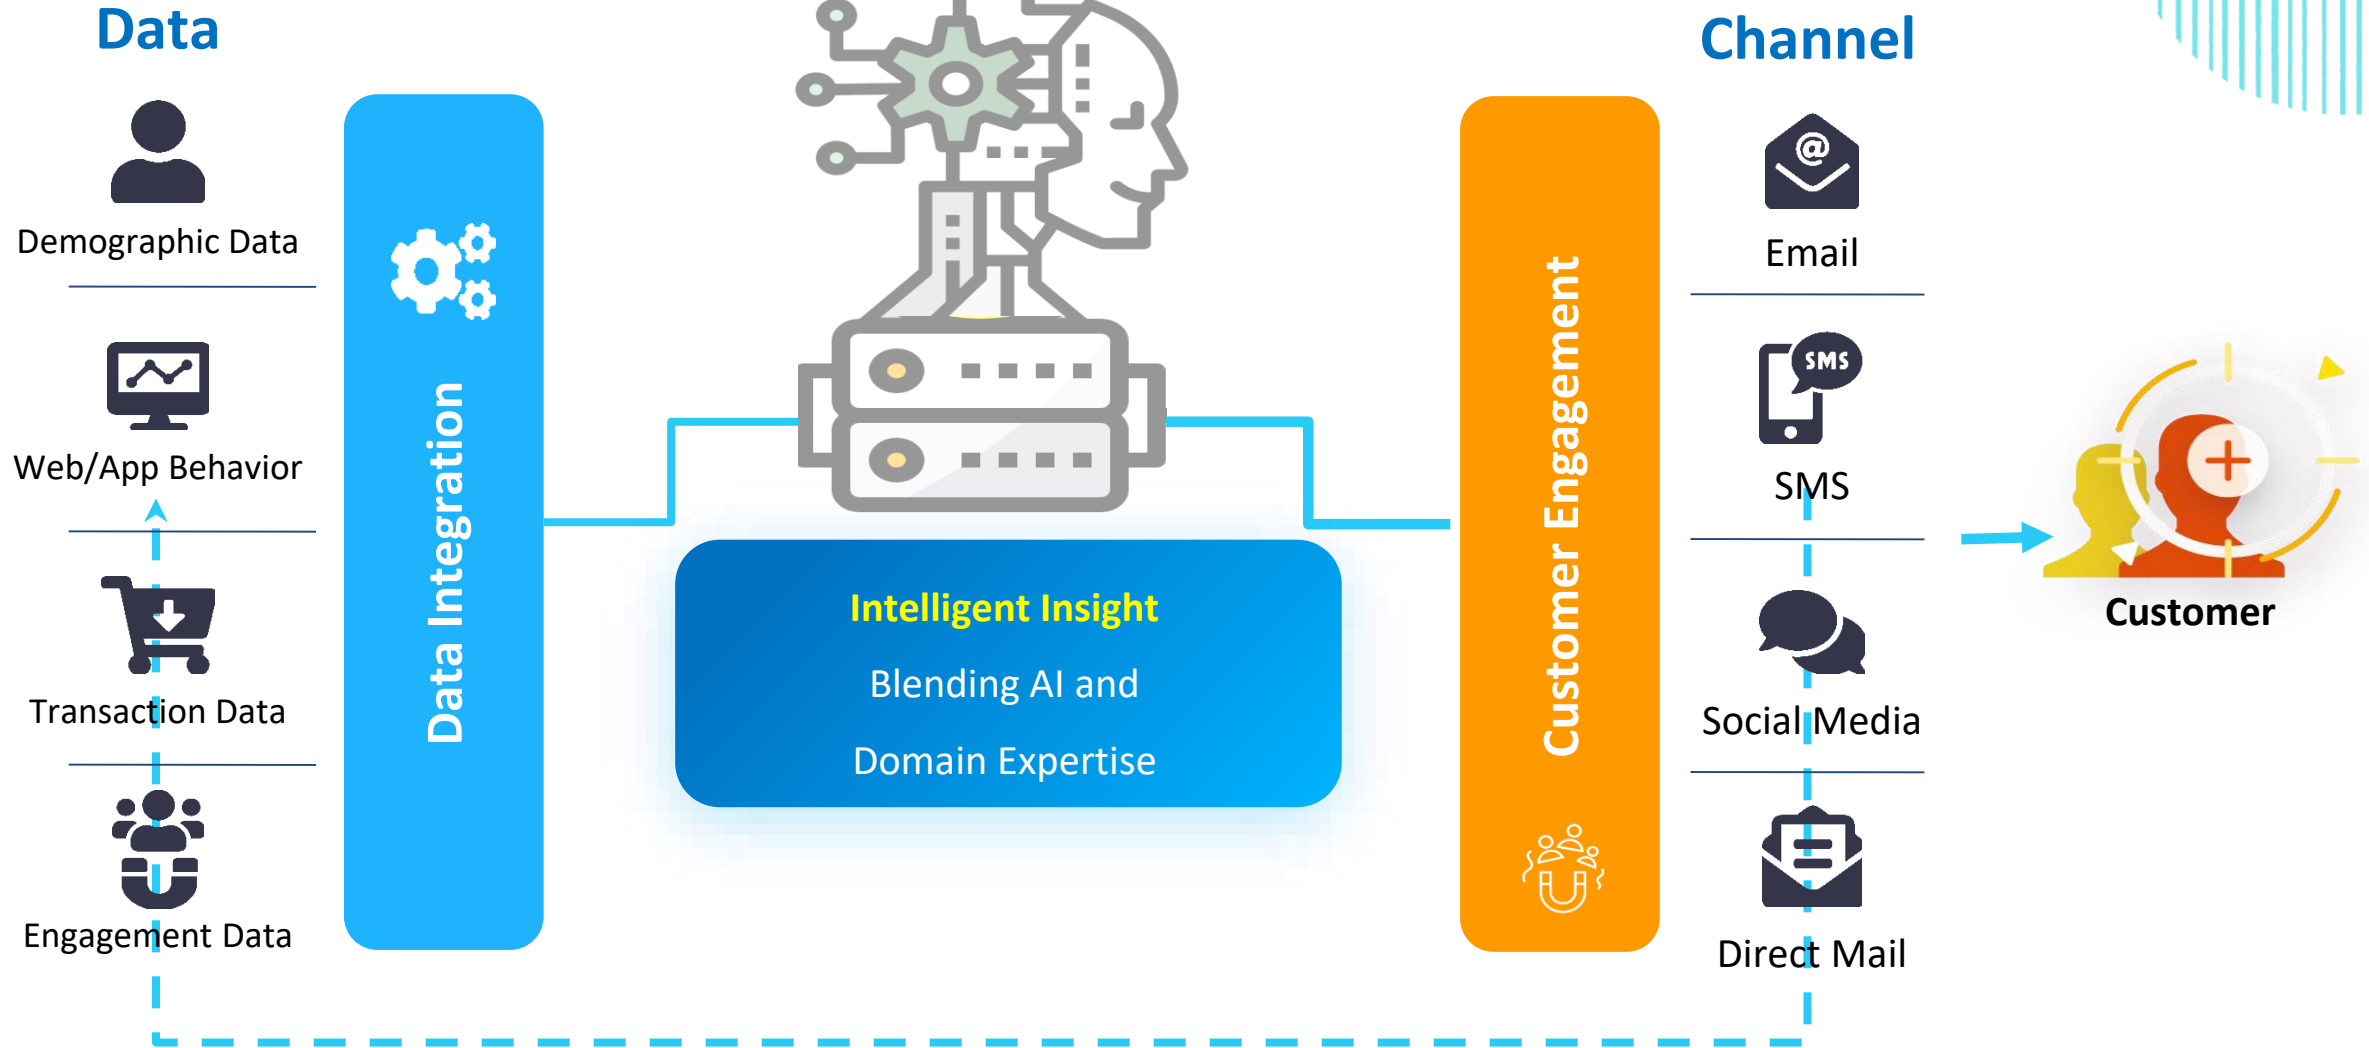 Data
Demographic Data
Web/App Behavior
Transaction Data
Engagement Data
Data Integration
Intelligent Insight
Blending AI and
Domain Expertise
Customer Engagement
Channel
@
Email
SMS
SMS
Social Media
Direct Mail
Customer